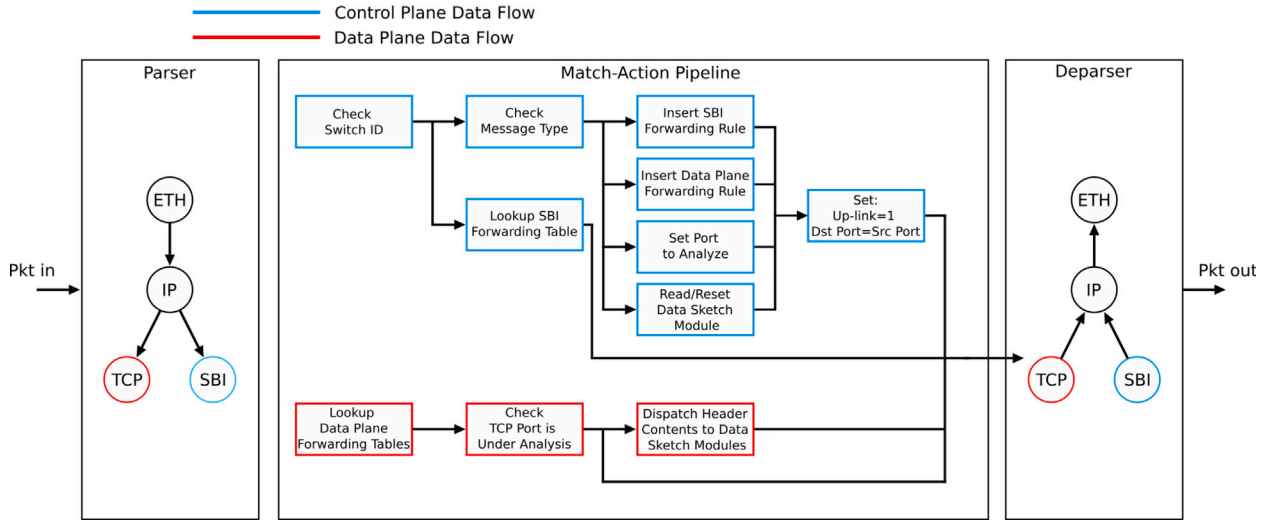 Control Plane Data Flow
Data Plane Data Flow
Parser
Match-Action Pipeline
Deparser
Pkt in
ETH
IP
TCP
SBI
Check
Switch ID
Check
Message Type
Lookup SBI
Forwarding Table
Insert SBI
Forwarding Rule
Insert Data Plane
Forwarding Rule
Set Port
to Analyze
Read/Reset
Data Sketch
Module
Set:
Up-link=1
Dst Port=Src Port
Lookup
Data Plane
Forwarding Tables
Check
TCP Port is
Under Analysis
Dispatch Header
Contents to Data
Sketch Modules
ETH
IP
TCP
SBI
Pkt out